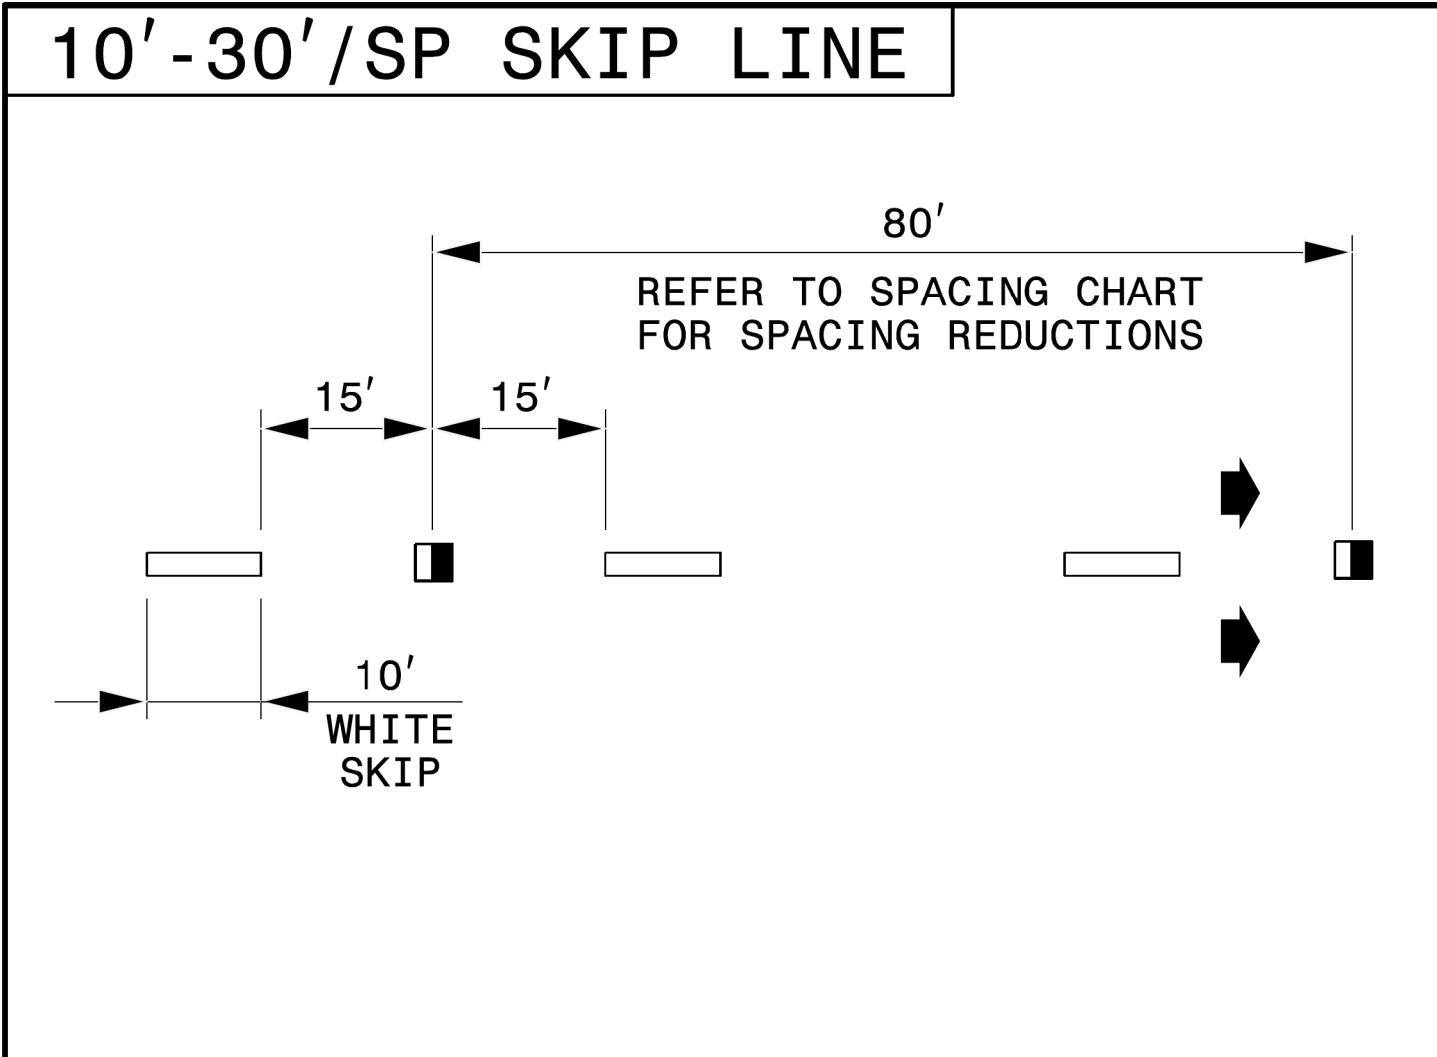 10'-30'/SP SKIP LINE
80'
REFER TO SPACING CHART
FOR SPACING REDUCTIONS
15'
15'
10'
WHITE
SKIP